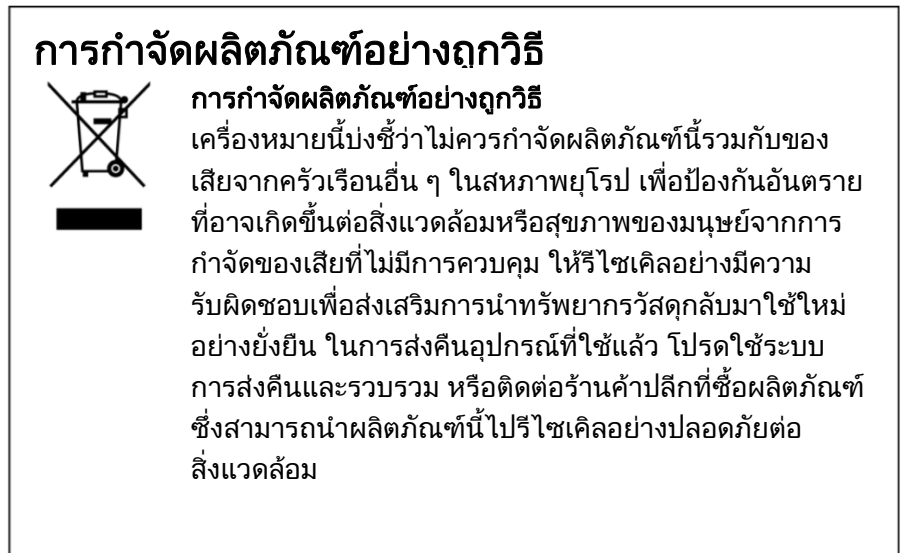 การกำจัดผลิตภัณฑ์อย่างถูกวิธี
การกำจัดผลิตภัณฑ์อย่างถูกวิธี
เครื่องหมายนี้บ่งชี้ว่าไม่ควรกำจัดผลิตภัณฑ์นี้รวมกับของ
เสียจากครัวเรือนอื่น ๆ ในสหภาพยุโรป เพื่อป้องกันอันตราย
ที่อาจเกิดขึ้นต่อสิ่งแวดล้อมหรือสุขภาพของมนุษย์จากการ
กำจัดของเสียที่ไม่มีการควบคุม ให้รีไซเคิลอย่างมีความ
รับผิดชอบเพื่อส่งเสริมการนำทรัพยากรวัสดุกลับมาใช้ใหม่
อย่างยั่งยืน ในการส่งคืนอุปกรณ์ที่ใช้แล้ว โปรดใช้ระบบ
การส่งคืนและรวบรวม หรือติดต่อร้านค้าปลีกที่ซื้อผลิตภัณฑ์
ซึ่งสามารถนำผลิตภัณฑ์นี้ไปรีไซเคิลอย่างปลอดภัยต่อ
สิ่งแวดล้อม